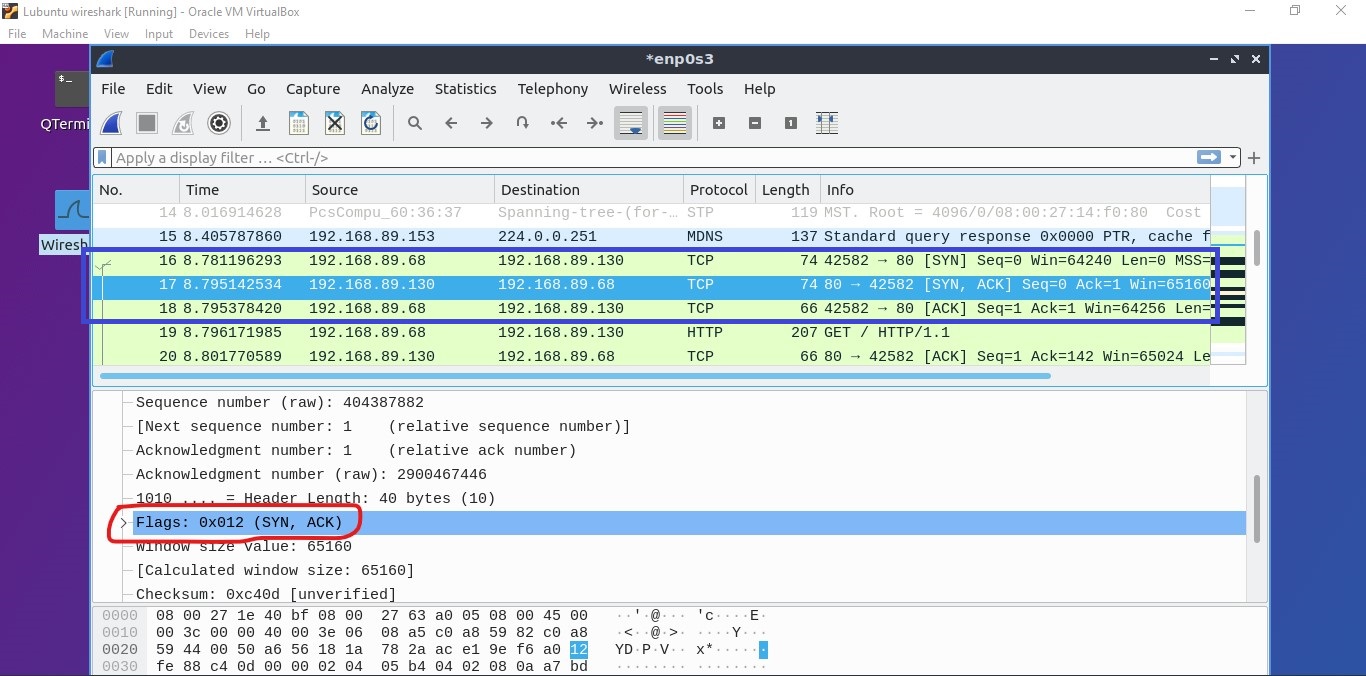 Lubuntu wireshark [Running] - Oracle VM VirtualBox
File Machine View Input Devices Help
*enp0s3
File Edit View Go Capture Analyze Statistics Telephony Wireless Tools Help
$_
QTermi
Wiresh
Apply a display filter … <Ctrl-/>
No. Time Source Destination Protocol Length Info
14 8.016914628 PcsCompu_60:36:37 Spanning-tree-(for-… STP 119 MST. Root = 4096/0/08:00:27:14:f0:80 Cost
15 8.405787860 192.168.89.153 224.0.0.251 MDNS 137 Standard query response 0x0000 PTR, cache f
16 8.781196293 192.168.89.68 192.168.89.130 TCP 74 42582 → 80 [SYN] Seq=0 Win=64240 Len=0 MSS=
17 8.795142534 192.168.89.130 192.168.89.68 TCP 74 80 → 42582 [SYN, ACK] Seq=0 Ack=1 Win=65160
18 8.795378420 192.168.89.68 192.168.89.130 TCP 66 42582 → 80 [ACK] Seq=1 Ack=1 Win=64256 Len=
19 8.796171985 192.168.89.68 192.168.89.130 HTTP 207 GET / HTTP/1.1
20 8.801770589 192.168.89.130 192.168.89.68 TCP 66 80 → 42582 [ACK] Seq=1 Ack=142 Win=65024 Le
Sequence number (raw): 404387882
[Next sequence number: 1 (relative sequence number)]
Acknowledgment number: 1 (relative ack number)
Acknowledgment number (raw): 2900467446
1010 .... = Header Length: 40 bytes (10)
Flags: 0x012 (SYN, ACK)
Window size value: 65160
[Calculated window size: 65160]
Checksum: 0xc40d [unverified]
0000 08 00 27 1e 40 bf 08 00 27 63 a0 05 08 00 45 00 ··'·@··· 'c····E·
0010 00 3c 00 00 40 00 3e 06 08 a5 c0 a8 59 82 c0 a8 ·<··@·>· ····Y···
0020 59 44 00 50 a6 56 18 1a 78 2a ac e1 9e f6 a0 12 YD·P·V·· x*······
0030 fe 88 c4 0d 00 00 02 04 05 b4 04 02 08 0a a7 bd ········ ········